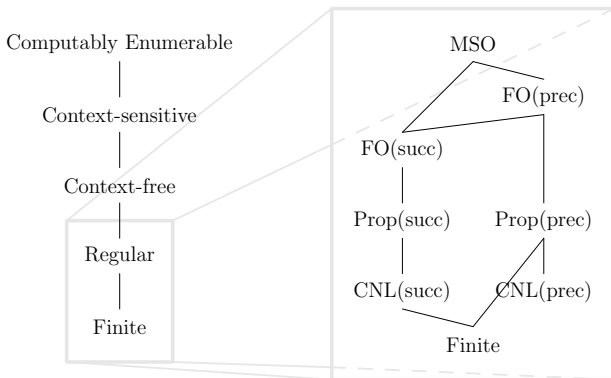 Computably Enumerable
Context-sensitive
Context-free
Regular
Finite
MSO
FO(prec)
FO(succ)
Prop(succ) Prop(prec)
CNL(succ) CNL(prec)
Finite